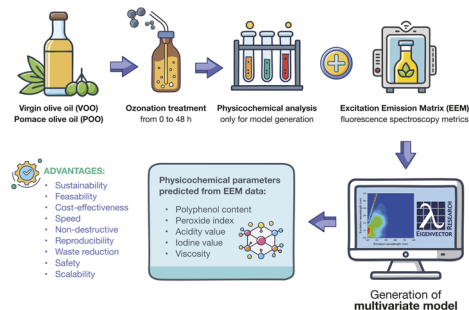 Virgin olive oil (VOO)
Pomace olive oil (POO)
Ozonation treatment
from 0 to 48 h
Physicochemical analysis
only for model generation
Excitation Emission Matrix (EEM)
fluorescence spectroscopy metrics
ADVANTAGES:
• Sustainability
• Feasability
• Cost-effectiveness
• Speed
• Non-destructive
• Reproducibility
• Waste reduction
• Safety
• Scalability
Physicochemical parameters
predicted from EEM data:
• Polyphenol content
• Peroxide index
• Acidity value
• Iodine value
• Viscosity
EIGENVECTOR
RESEARCH
Generation of
multivariate model